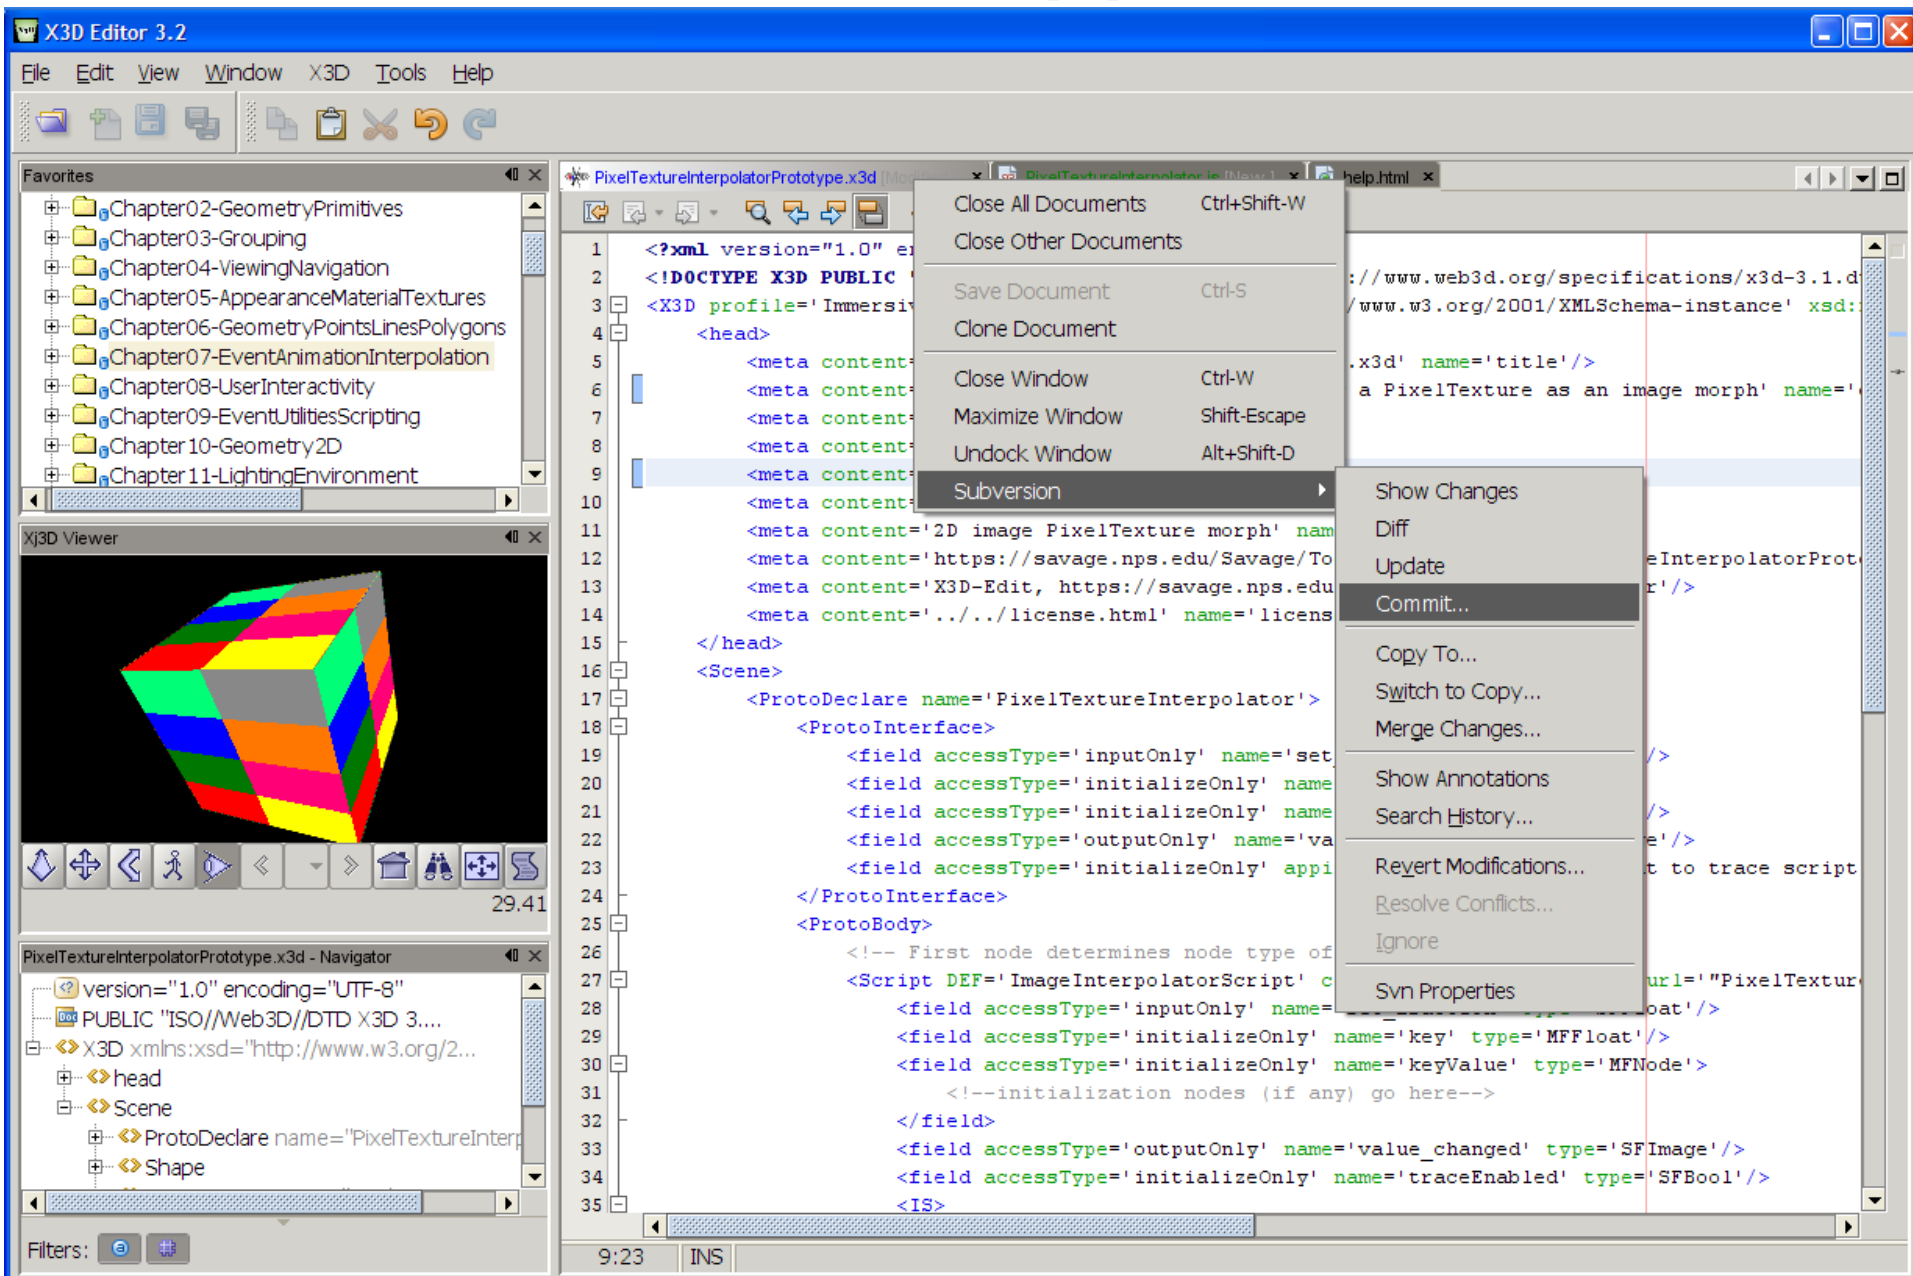 X3D Editor 3.2
File Edit View Window X3D Tools Help
Favorites
Chapter02-GeometryPrimitives
Chapter03-Grouping
Chapter04-ViewingNavigation
Chapter05-AppearanceMaterialTextures
Chapter06-GeometryPointsLinesPolygons
Chapter07-EventAnimationInterpolation
Chapter08-UserInteractivity
Chapter09-EventUtilitiesScripting
Chapter10-Geometry2D
Chapter11-LightingEnvironment
Xj3D Viewer
29.41
PixelTextureInterpolatorPrototype.x3d - Navigator
version="1.0" encoding="UTF-8"
PUBLIC "ISO//Web3D//DTD X3D 3....
X3D xmlns:xsd="http://www.w3.org/2...
head
Scene
ProtoDeclare name="PixelTextureInterp
Shape
Filters:
PixelTextureInterpolatorPrototype.x3d help.html
Close All Documents Ctrl+Shift-W
Close Other Documents
Save Document Ctrl-S
Clone Document
Close Window Ctrl-W
Maximize Window Shift-Escape
Undock Window Alt+Shift-D
Subversion
Show Changes
Diff
Update
Commit...
Copy To...
Switch to Copy...
Merge Changes...
Show Annotations
Search History...
Revert Modifications...
Resolve Conflicts...
Ignore
Svn Properties
1 <?xml version="1.0" e
2 <!DOCTYPE X3D PUBLIC ://www.web3d.org/specifications/x3d-3.1.d
3 <X3D profile='Immersiv /www.w3.org/2001/XMLSchema-instance' xsd:
4 <head>
5 <meta content= .x3d' name='title'/>
6 <meta content= a PixelTexture as an image morph' name='
7 <meta content=
8 <meta content=
9 <meta content=
10 <meta content=
11 <meta content='2D image PixelTexture morph' nam
12 <meta content='https://savage.nps.edu/Savage/To eInterpolatorProt
13 <meta content='X3D-Edit, https://savage.nps.edu r'/>
14 <meta content='../../license.html' name='licens
15 </head>
16 <Scene>
17 <ProtoDeclare name='PixelTextureInterpolator'>
18 <ProtoInterface>
19 <field accessType='inputOnly' name='set_ />
20 <field accessType='initializeOnly' name
21 <field accessType='initializeOnly' name />
22 <field accessType='outputOnly' name='va e'/>
23 <field accessType='initializeOnly' appi t to trace script
24 </ProtoInterface>
25 <ProtoBody>
26 <!-- First node determines node type of
27 <Script DEF='ImageInterpolatorScript' c url='"PixelTextur
28 <field accessType='inputOnly' name= oat'/>
29 <field accessType='initializeOnly' name='key' type='MFFloat'/>
30 <field accessType='initializeOnly' name='keyValue' type='MFNode'>
31 <!--initialization nodes (if any) go here-->
32 </field>
33 <field accessType='outputOnly' name='value_changed' type='SFImage'/>
34 <field accessType='initializeOnly' name='traceEnabled' type='SFBool'/>
35 <IS>
9:23 INS